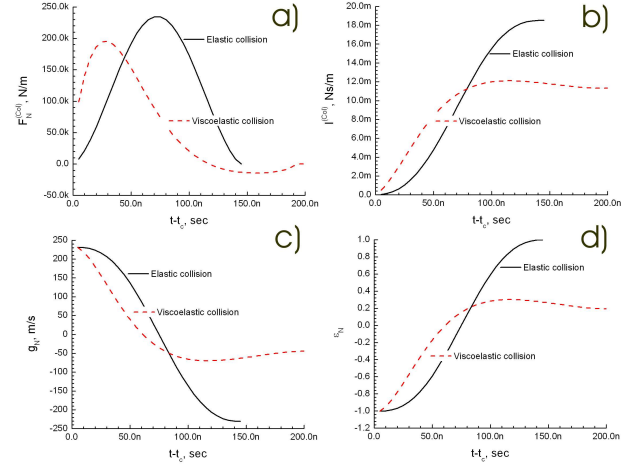 a)
250.0k
200.0k
150.0k
100.0k
50.0k
0.0
-50.0k
F_N^(Col), N/m
Elastic collision
Viscoelastic collision
0.0 50.0n 100.0n 150.0n 200.0n
t-t_c, sec
b)
20.0m
18.0m
16.0m
14.0m
12.0m
10.0m
8.0m
6.0m
4.0m
2.0m
0.0
I^(Col), Ns/m
Elastic collision
Viscoelastic collision
0.0 50.0n 100.0n 150.0n 200.0n
t-t_c, sec
c)
250
200
150
100
50
0
-50
-100
-150
-200
-250
g_N, m/s
Elastic collision
Viscoelastic collision
0.0 50.0n 100.0n 150.0n 200.0n
t-t_c, sec
d)
1.0
0.8
0.6
0.4
0.2
0.0
-0.2
-0.4
-0.6
-0.8
-1.0
-1.2
ε_N
Elastic collision
Viscoelastic collision
0.0 50.0n 100.0n 150.0n 200.0n
t-t_c, sec